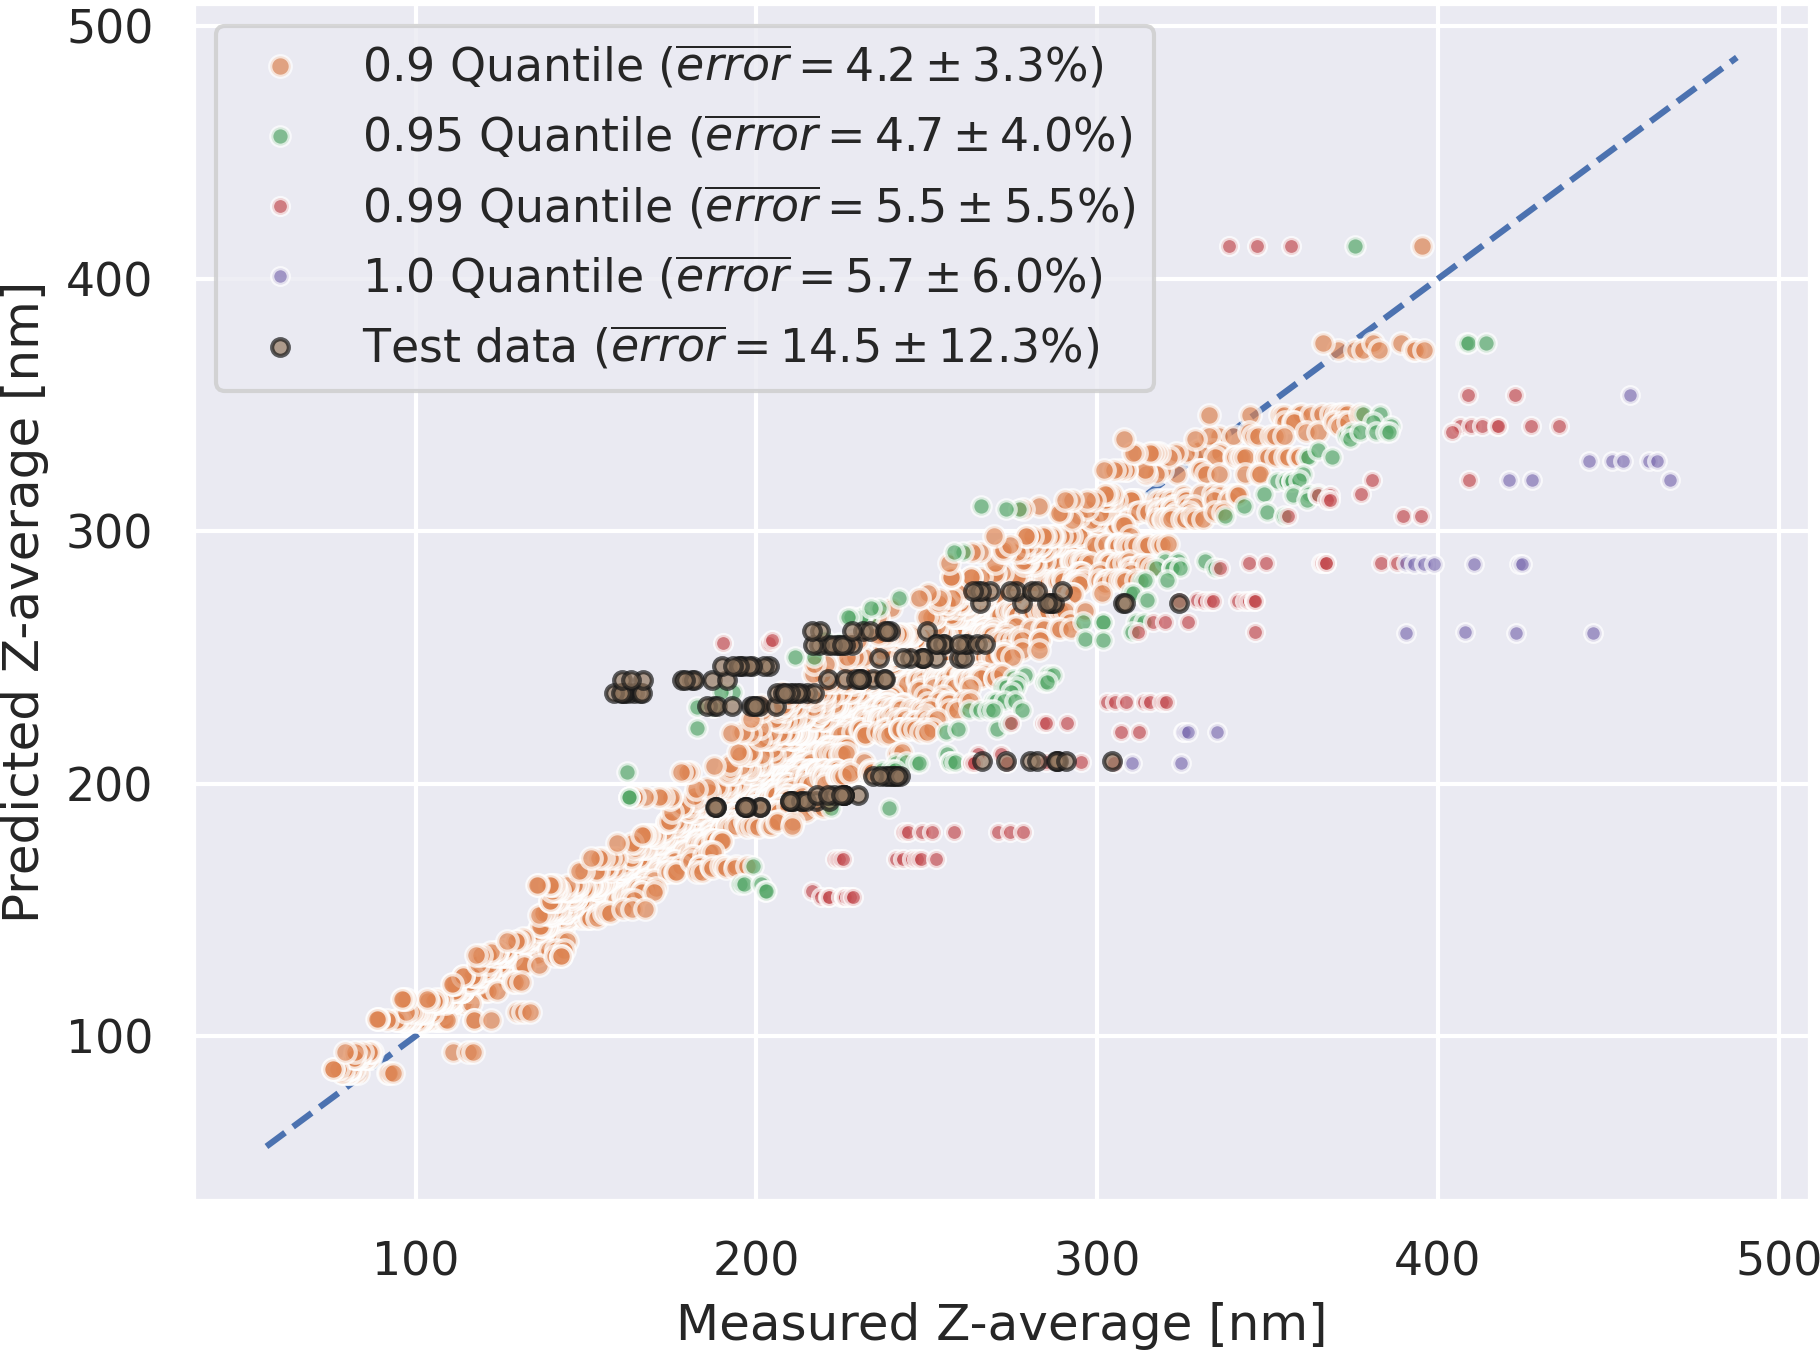 500
400
300
200
100
Predicted Z-average [nm]
0.9 Quantile (error = 4.2 ± 3.3%)
0.95 Quantile (error = 4.7 ± 4.0%)
0.99 Quantile (error = 5.5 ± 5.5%)
1.0 Quantile (error = 5.7 ± 6.0%)
Test data (error = 14.5 ± 12.3%)
100 200 300 400 500
Measured Z-average [nm]